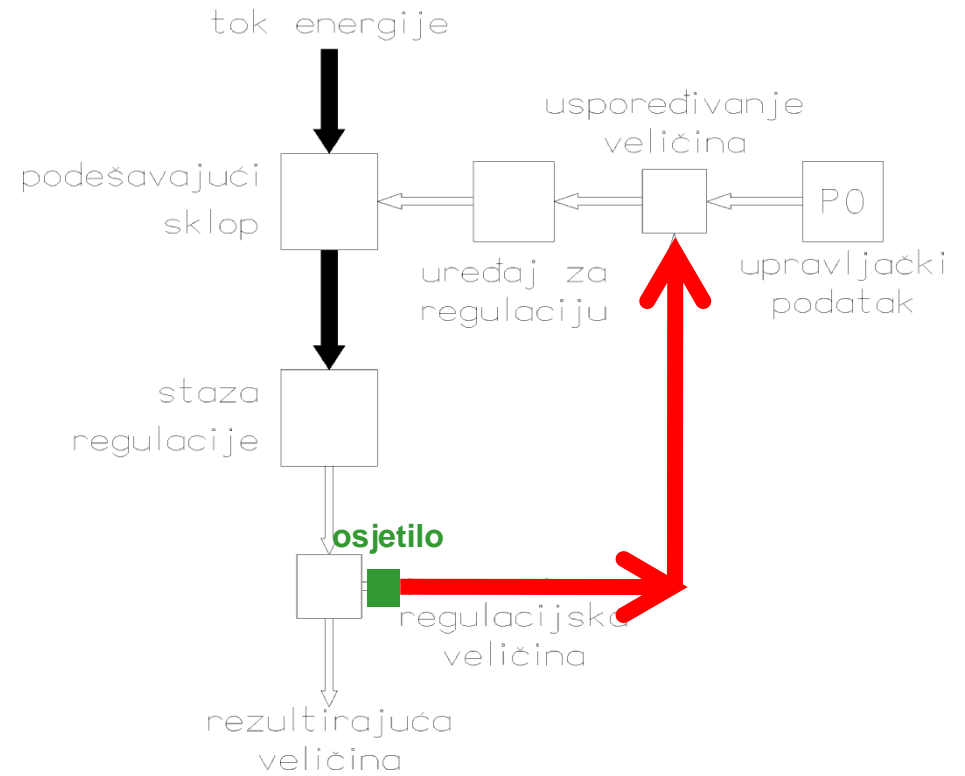 tok energije
uspoređivanje
veličina
podešavajući
sklop
P0
uređaj za
regulaciju
upravljački
podatak
staza
regulacije
osjetilo
regulacijska
veličina
rezultirajuća
veličina